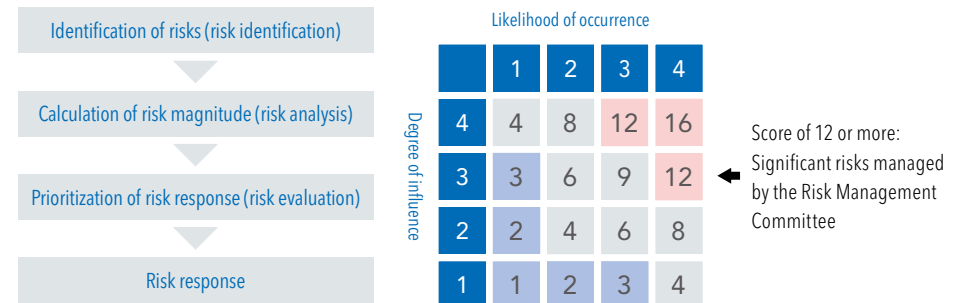 Identification of risks (risk identification)
Calculation of risk magnitude (risk analysis)
Prioritization of risk response (risk evaluation)
Risk response
Likelihood of occurrence
Degree of influence
1 2 3 4
4 4 8 12 16
3 3 6 9 12
2 2 4 6 8
1 1 2 3 4
Score of 12 or more:
Significant risks managed
by the Risk Management
Committee